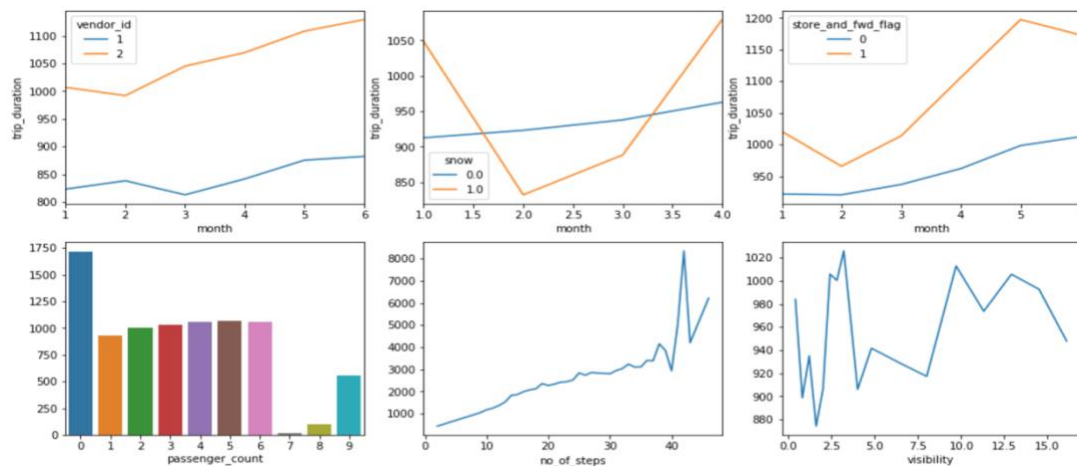 vendor_id
1
2
trip_duration
1100
1050
1000
950
900
850
800
1 2 3 4 5 6
month
snow
0.0
1.0
trip_duration
1050
1000
950
900
850
1.0 1.5 2.0 2.5 3.0 3.5 4.0
month
store_and_fwd_flag
0
1
trip_duration
1200
1150
1100
1050
1000
950
1 2 3 4 5
month
1750
1500
1250
1000
750
500
250
0
0 1 2 3 4 5 6 7 8 9
passenger_count
8000
7000
6000
5000
4000
3000
2000
1000
0 10 20 30 40
no_of_steps
1020
1000
980
960
940
920
900
880
0.0 2.5 5.0 7.5 10.0 12.5 15.0
visibility